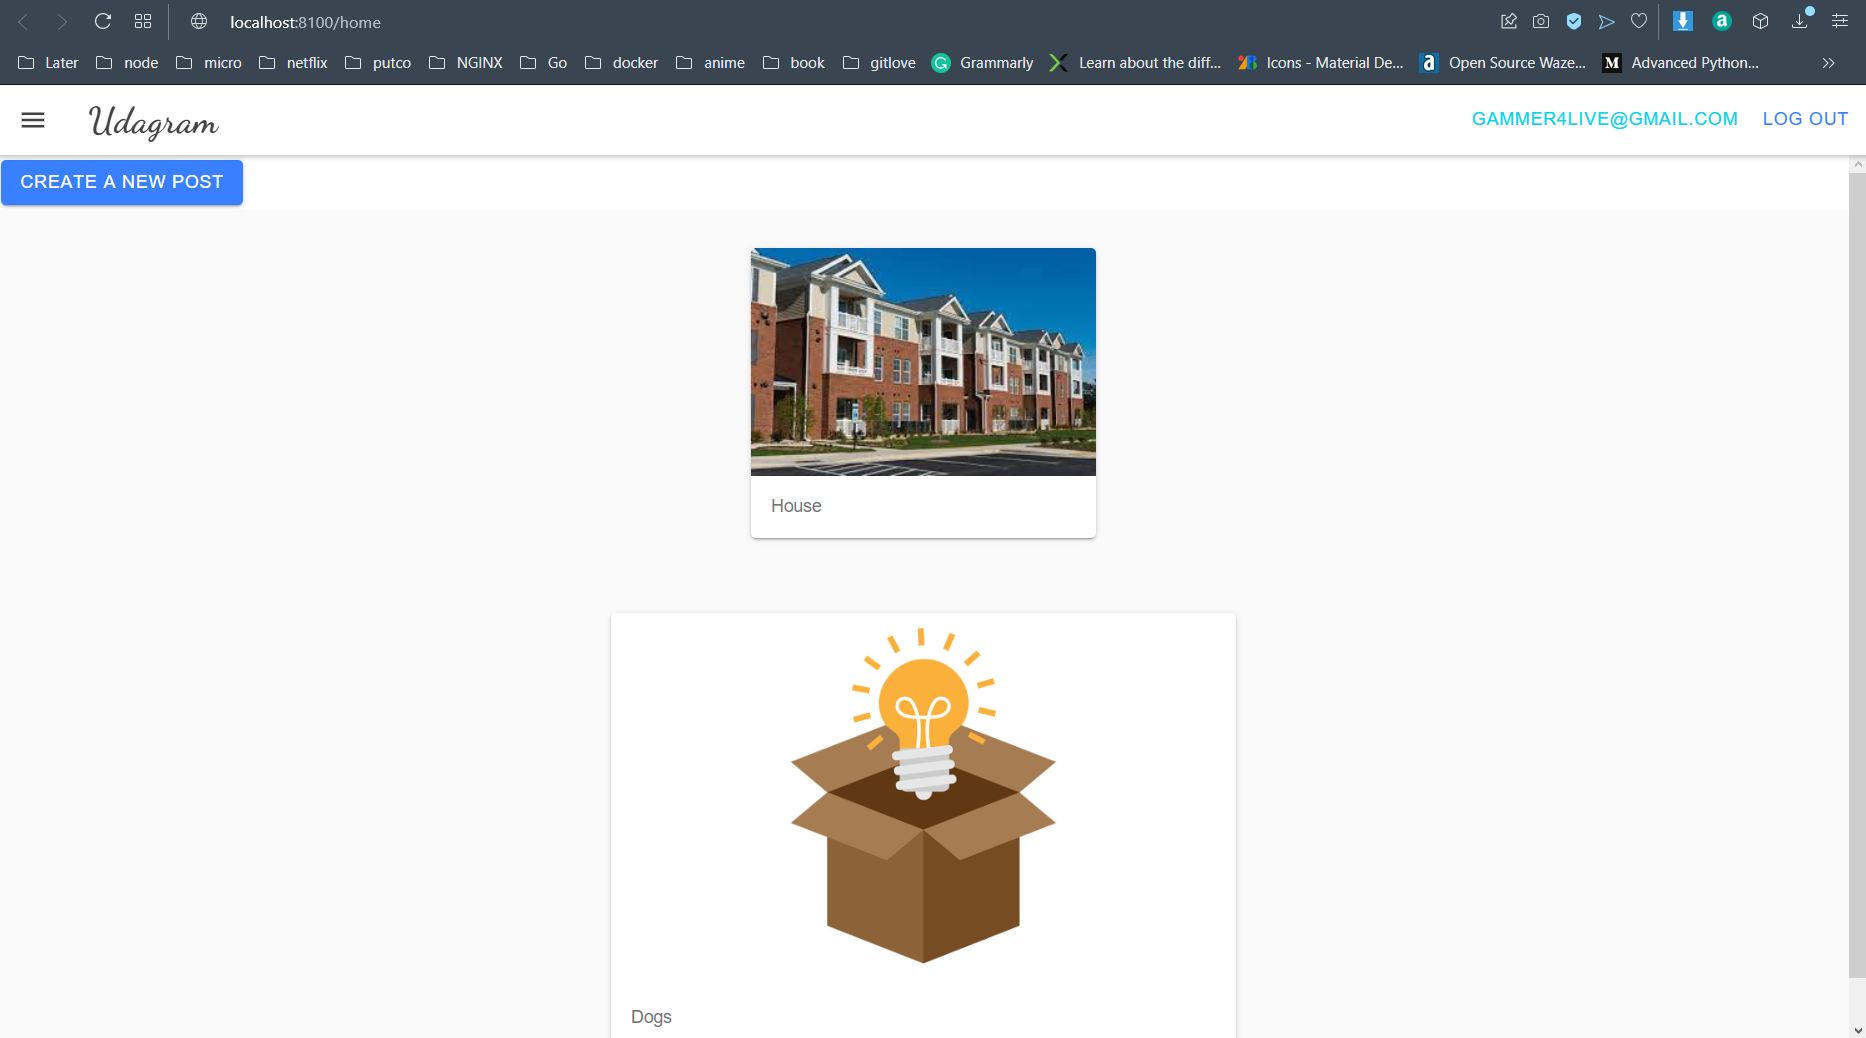 localhost:8100/home
Later node micro netflix putco NGINX Go docker anime book gitlove Grammarly Learn about the diff... Icons - Material De... Open Source Waze... Advanced Python...
Udagram GAMMER4LIVE@GMAIL.COM LOG OUT
CREATE A NEW POST
House
Dogs